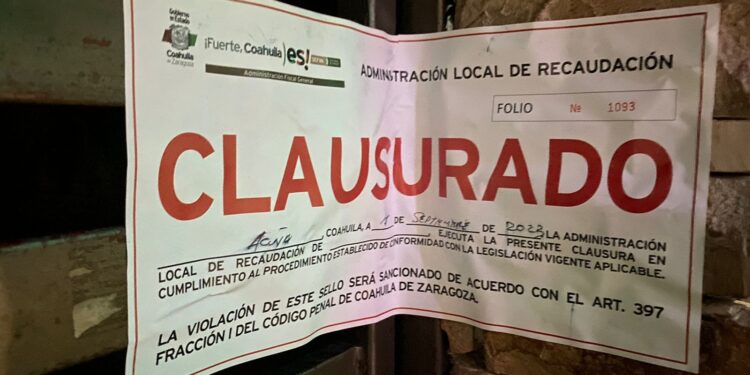 Gobierno
de Estado
Coahuila
de Zaragoza
¡Fuerte, Coahuila es!
Administración Fiscal General
ADMINISTRACIÓN LOCAL DE RECAUDACIÓN
FOLIO № 1093
CLAUSURADO
ACUÑA, COAHUILA, A 1 DE SEPTIEMBRE DE 2023 LA ADMINISTRACIÓN
LOCAL DE RECAUDACIÓN DE , EJECUTA LA PRESENTE CLAUSURA EN
CUMPLIMIENTO AL PROCEDIMIENTO ESTABLECIDO DE INFORMIDAD CON LA LEGISLACIÓN VIGENTE APLICABLE.
LA VIOLACIÓN DE ESTE SELLO SERÁ SANCIONADO DE ACUERDO CON EL ART. 397
FRACCIÓN I DEL CÓDIGO PENAL DE COAHUILA DE ZARAGOZA.